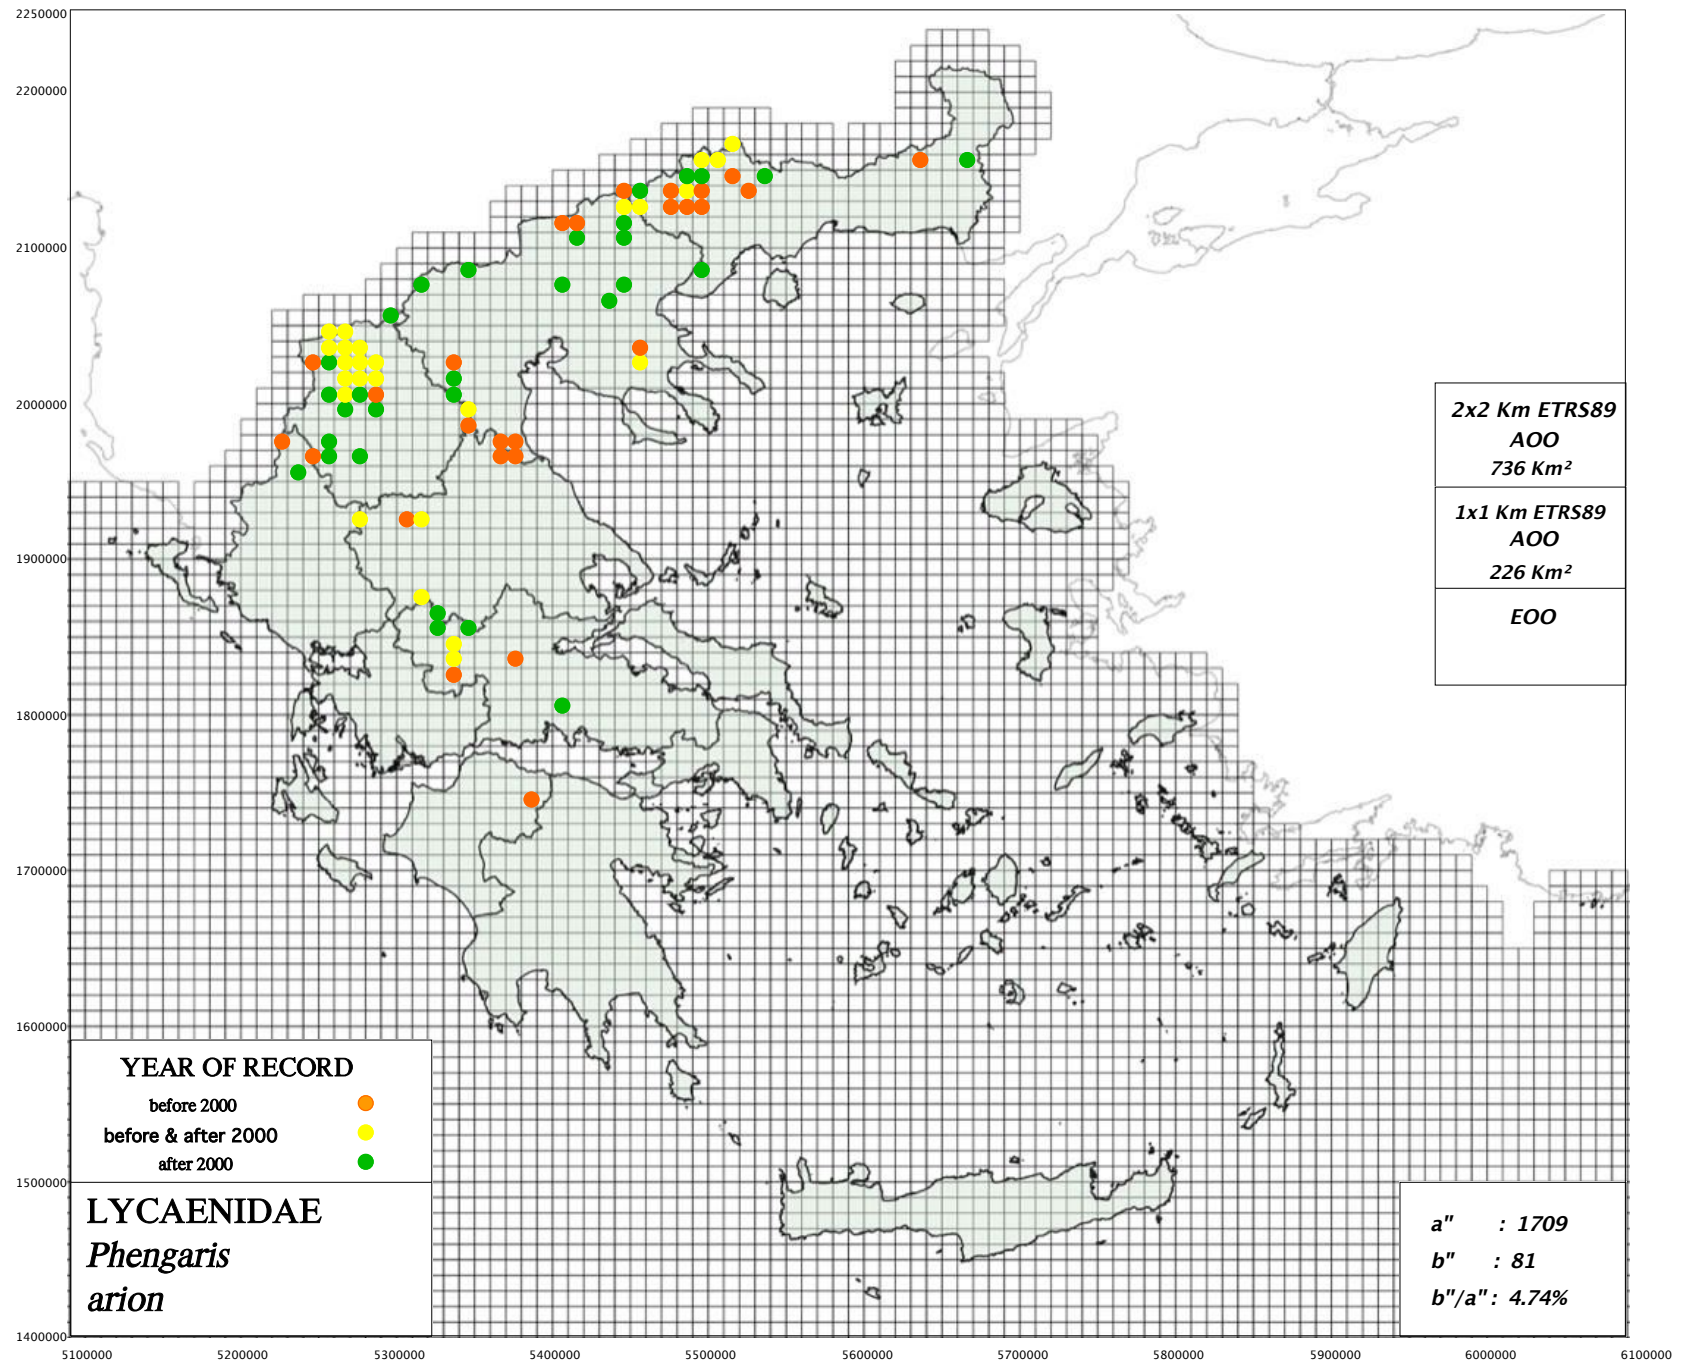 2250000
2200000
2100000
2000000
1900000
1800000
1700000
1600000
1500000
1400000
2x2 Km ETRS89
AOO
736 Km²
1x1 Km ETRS89
AOO
226 Km²
EOO
YEAR OF RECORD
before 2000
before & after 2000
after 2000
LYCAENIDAE
Phengaris
arion
a" : 1709
b" : 81
b"/a" : 4.74%
5100000 5200000 5300000 5400000 5500000 5600000 5700000 5800000 5900000 6000000 6100000